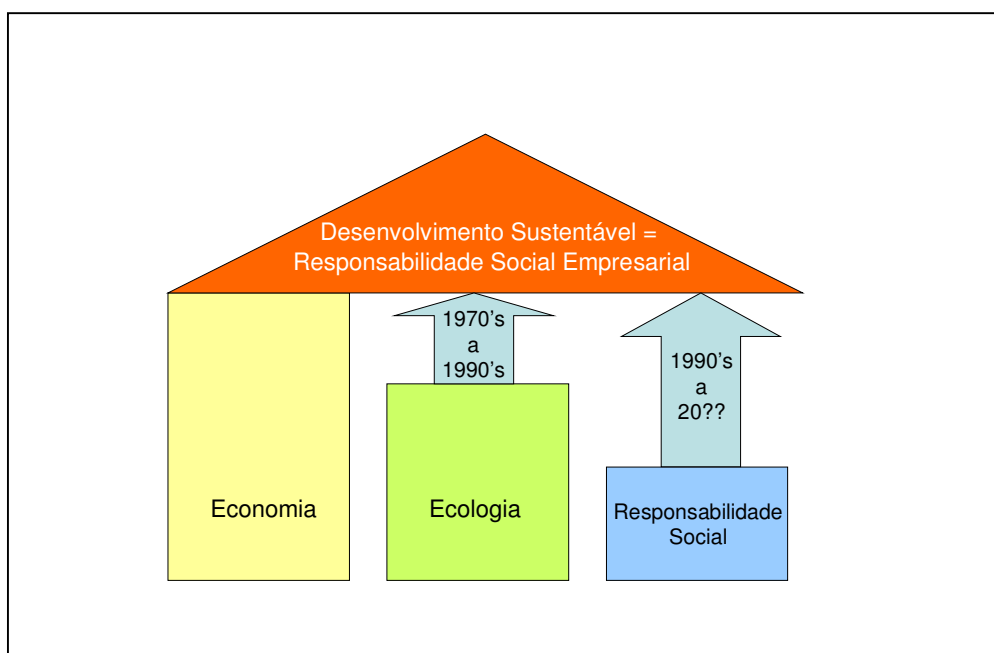 Desenvolvimento Sustentável =
Responsabilidade Social Empresarial
1970’s
a
1990’s
1990’s
a
20??
Economia
Ecologia
Responsabilidade
Social